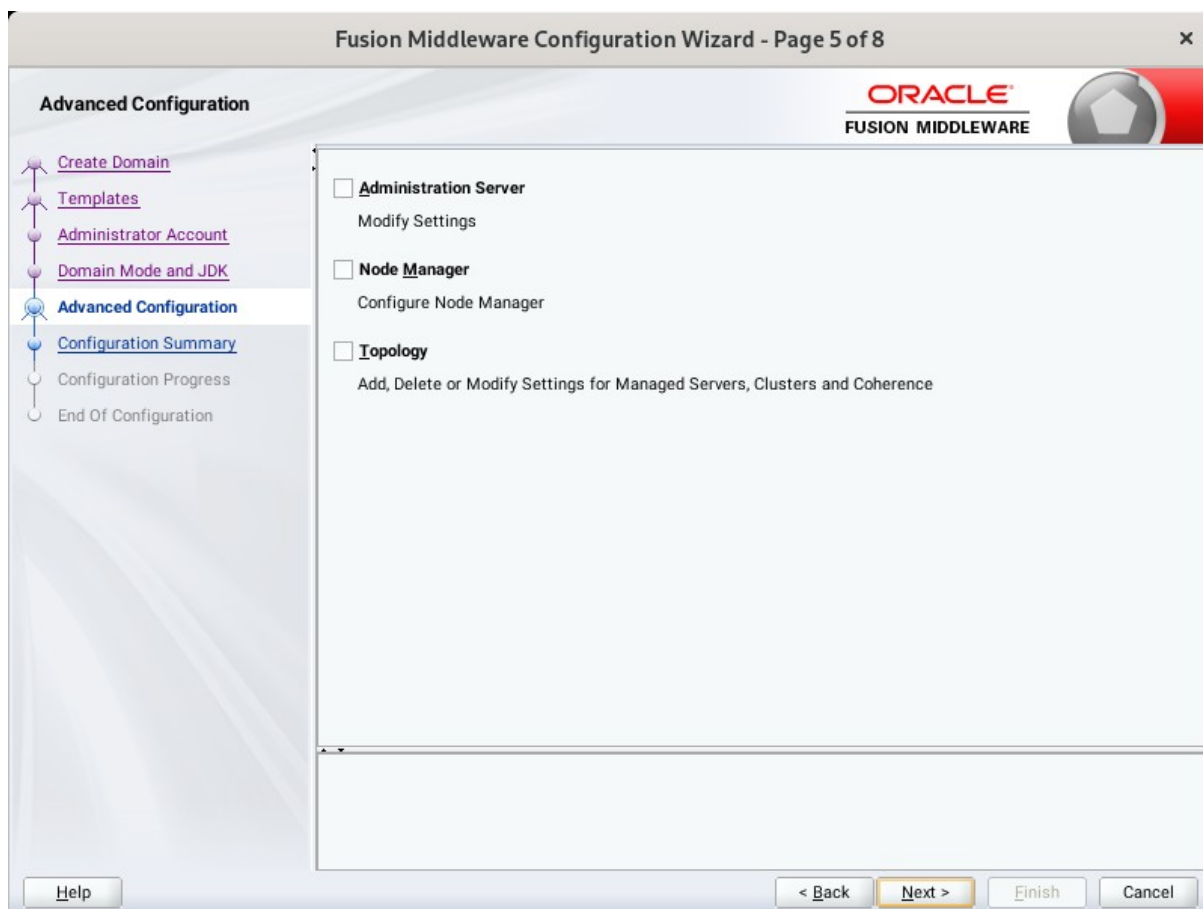 Fusion Middleware Configuration Wizard - Page 5 of 8
Advanced Configuration
ORACLE
FUSION MIDDLEWARE
Create Domain
Templates
Administrator Account
Domain Mode and JDK
Advanced Configuration
Configuration Summary
Configuration Progress
End Of Configuration
Administration Server
Modify Settings
Node Manager
Configure Node Manager
Topology
Add, Delete or Modify Settings for Managed Servers, Clusters and Coherence
Help
< Back
Next >
Finish
Cancel